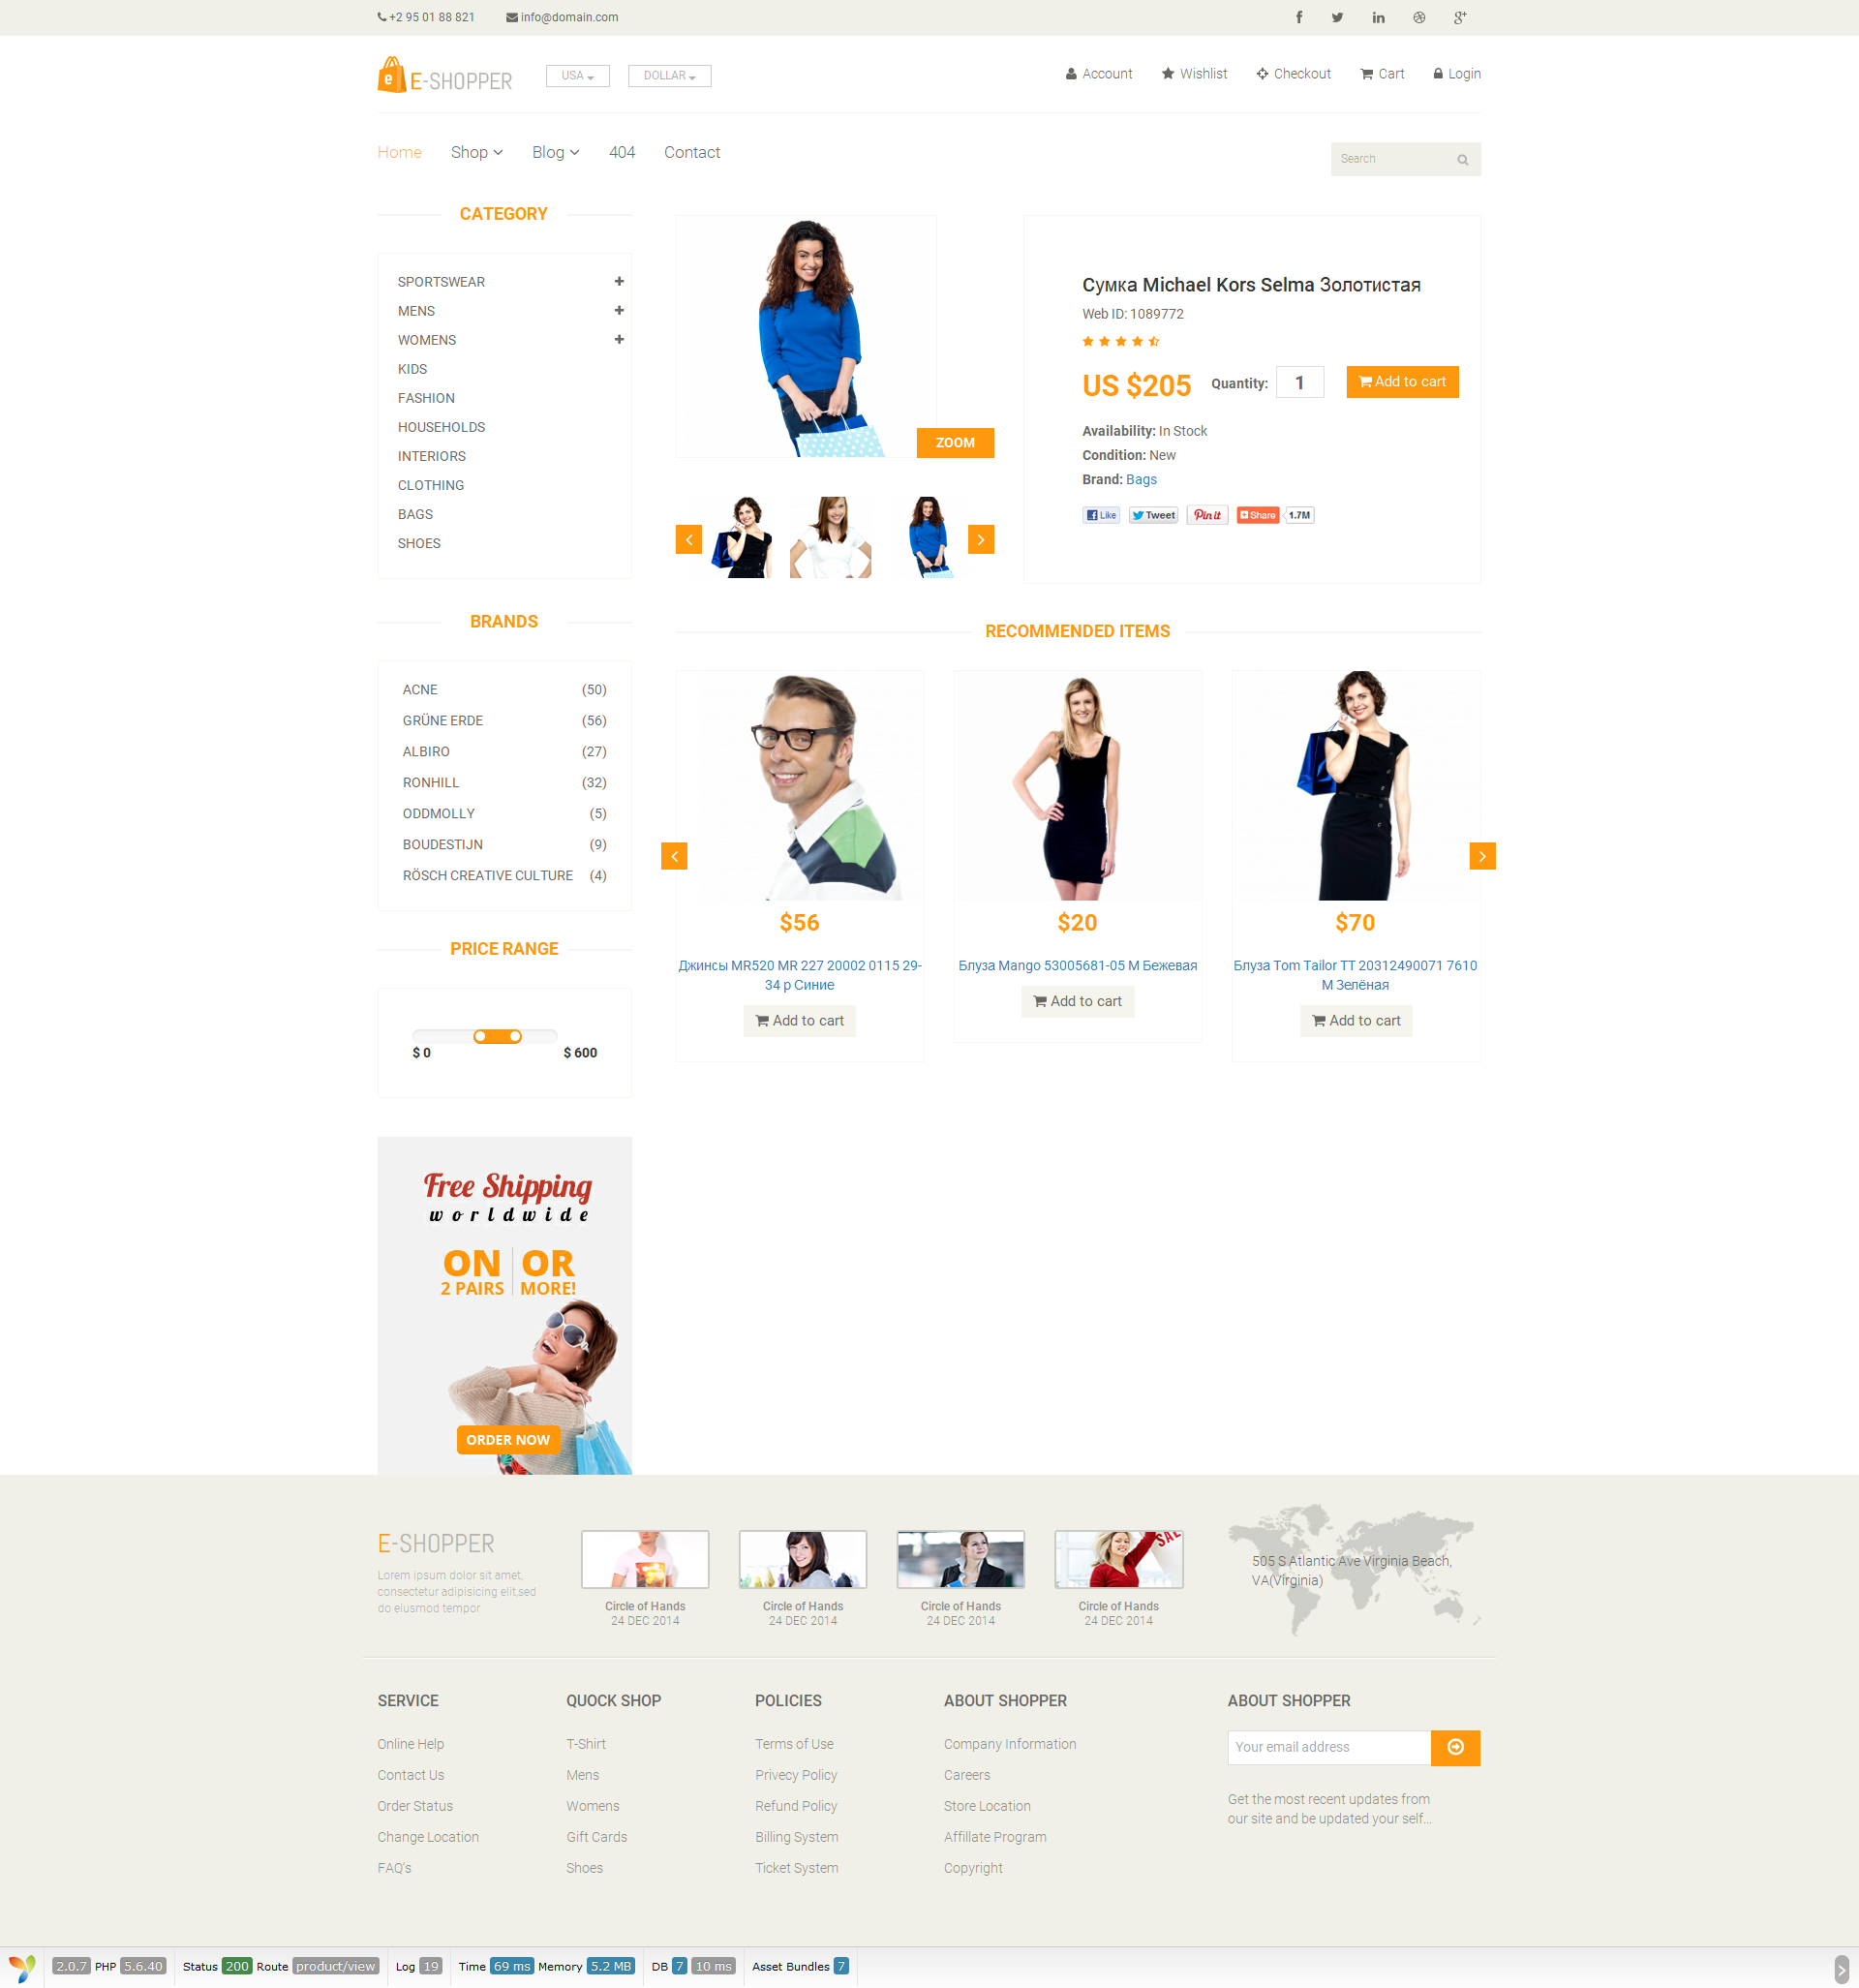 +2 95 01 88 821
info@domain.com
E-SHOPPER
USA
DOLLAR
Account
Wishlist
Checkout
Cart
Login
Home
Shop
Blog
404
Contact
Search
CATEGORY
SPORTSWEAR
MENS
WOMENS
KIDS
FASHION
HOUSEHOLDS
INTERIORS
CLOTHING
BAGS
SHOES
BRANDS
ACNE (50)
GRÜNE ERDE (56)
ALBIRO (27)
RONHILL (32)
ODDMOLLY (5)
BOUDESTIJN (9)
RÖSCH CREATIVE CULTURE (4)
PRICE RANGE
$ 0 $ 600
Free Shipping
worldwide
ON OR
2 PAIRS MORE!
ORDER NOW
ZOOM
Сумка Michael Kors Selma Золотистая
Web ID: 1089772
US $205 Quantity: 1 Add to cart
Availability: In Stock
Condition: New
Brand: Bags
Like Tweet Pin it Share 1.7M
RECOMMENDED ITEMS
$56
Джинсы MR520 MR 227 20002 0115 29-
34 р Синие
Add to cart
$20
Блуза Mango 53005681-05 M Бежевая
Add to cart
$70
Блуза Tom Tailor TT 20312490071 7610
M Зелёная
Add to cart
E-SHOPPER
Lorem ipsum dolor sit amet,
consectetur adipisicing elit,sed
do eiusmod tempor
Circle of Hands
24 DEC 2014
Circle of Hands
24 DEC 2014
Circle of Hands
24 DEC 2014
SALE
Circle of Hands
24 DEC 2014
505 S Atlantic Ave Virginia Beach,
VA(Virginia)
SERVICE
Online Help
Contact Us
Order Status
Change Location
FAQ's
QUOCK SHOP
T-Shirt
Mens
Womens
Gift Cards
Shoes
POLICIES
Terms of Use
Privecy Policy
Refund Policy
Billing System
Ticket System
ABOUT SHOPPER
Company Information
Careers
Store Location
Affillate Program
Copyright
ABOUT SHOPPER
Your email address
Get the most recent updates from
our site and be updated your self...
2.0.7 PHP 5.6.40 Status 200 Route product/view Log 19 Time 69 ms Memory 5.2 MB DB 7 10 ms Asset Bundles 7